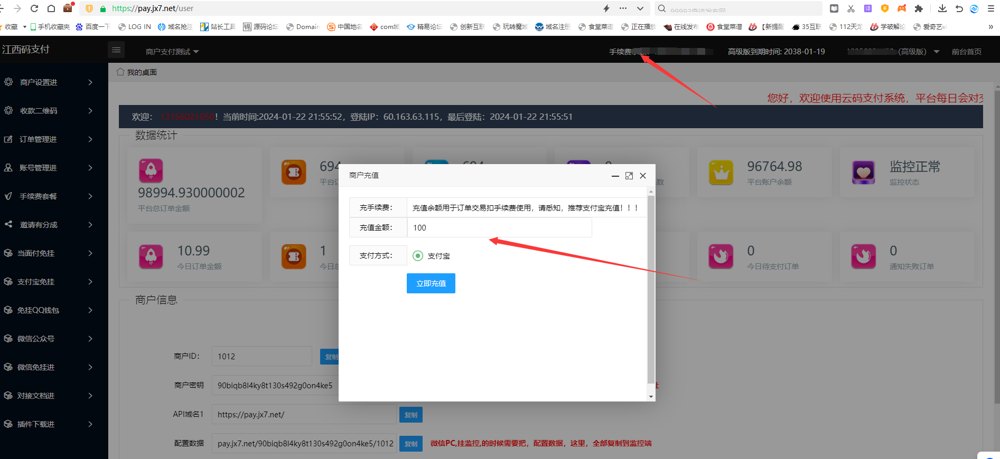 https://pay.jx7.net/user
99993奇迹发布网
收藏 手机收藏夹 百度一下 LOG IN 域名抢注 站长工具 源码论坛 Domain 中国域名 com域 精易论坛 创新互联 玩转魔域 域名注册 食堂菜谱 正在播放 在线发布 食堂菜谱 【新提醒 35互联 112天龙 学破解论 爱奇艺vi »
江西码支付
商户支付测试
手续费
高级版到期时间: 2038-01-19
(高级版)
前台首页
我的桌面
商户设置进
收款二维码
订单管理进
账号管理进
手续费套餐
邀请有分成
当面付免挂
支付宝免挂
免挂QQ钱包
微信公众号
微信免挂进
对接文档进
插件下载进
您好，欢迎使用云码支付系统，平台每日会对交
欢迎： 13356021050！当前时间:2024-01-22 21:55:52，登陆IP：60.163.63.115，最后登陆：2024-01-22 21:55:51
数据统计
98994.930000002
平台总订单金额
694
平台订
694
0
数
96764.98
平台账户余额
监控正常
监控状态
10.99
今日订单金额
1
今日总
0
今日待支付订单
0
通知失败订单
商户充值
充手续费：
充值余额用于订单交易扣手续费使用，请悉知，推荐支付宝充值！！！
充值金额：
100
支付方式：
支付宝
立即充值
商户信息
商户ID：
1012
复制
商户密钥
90biqb8l4ky8t130s492g0on4ke5
址
API域名1
https://pay.jx7.net/
复制
配置数据
pay.jx7.net/90biqb8l4ky8t130s492g0on4ke5/1012
复制
微信PC,挂监控,的时候需要把，配置数据，这里，全部复制到监控端